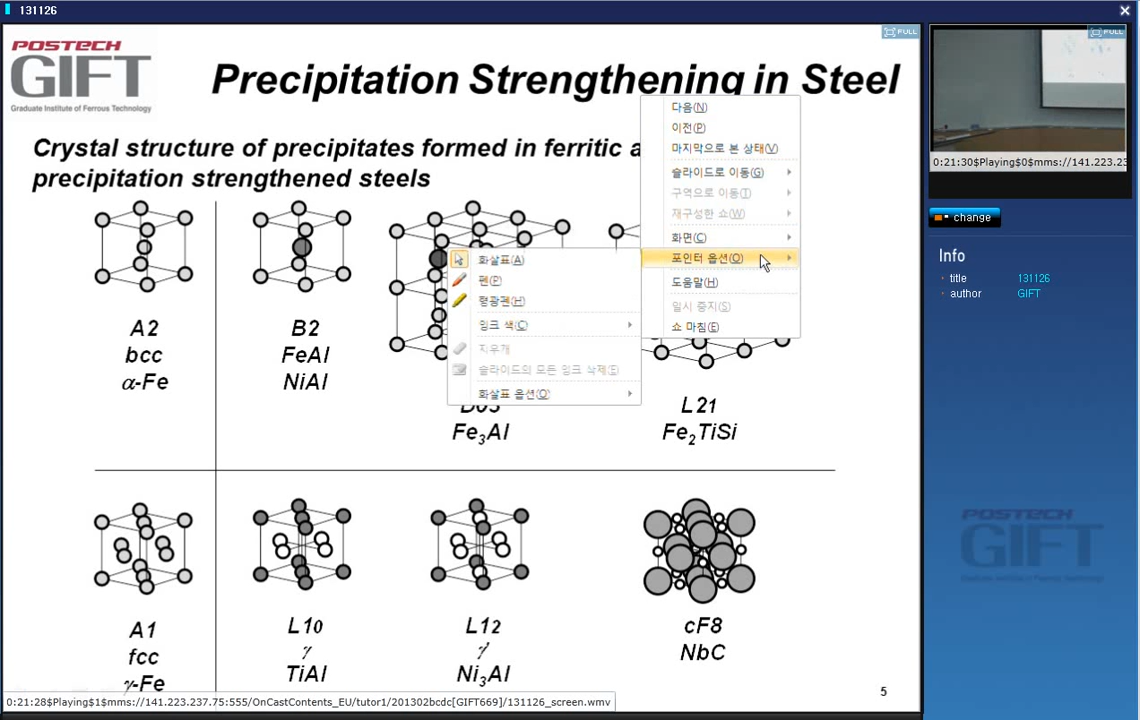 131126
POSTECH
GIFT
Graduate Institute of Ferrous Technology
Precipitation Strengthening in Steel
FULL
Crystal structure of precipitates formed in ferritic a
precipitation strengthened steels
다음(N)
이전(P)
마지막으로 본 상태(V)
슬라이드로 이동(G)
구역으로 이동(T)
재구성한 쇼(W)
화면(C)
포인터 옵션(O)
도움말(H)
일시 중지(S)
쇼 마침(E)
화살표(A)
펜(P)
형광펜(H)
잉크 색(C)
지우개
슬라이드의 모든 잉크 삭제(E)
화살표 옵션(O)
A2
bcc
α-Fe
B2
FeAl
NiAl
D03
Fe3Al
L21
Fe2TiSi
A1
fcc
γ-Fe
L10
γ
TiAl
L12
γ'
Ni3Al
cF8
NbC
5
0:21:28$Playing$1$mms://141.223.237.75:555/OnCastContents_EU/tutor1/201302bcdc[GIFT669]/131126_screen.wmv
FULL
0:21:30$Playing$0$mms://141.223.23
change
Info
title 131126
author GIFT
POSTECH
GIFT